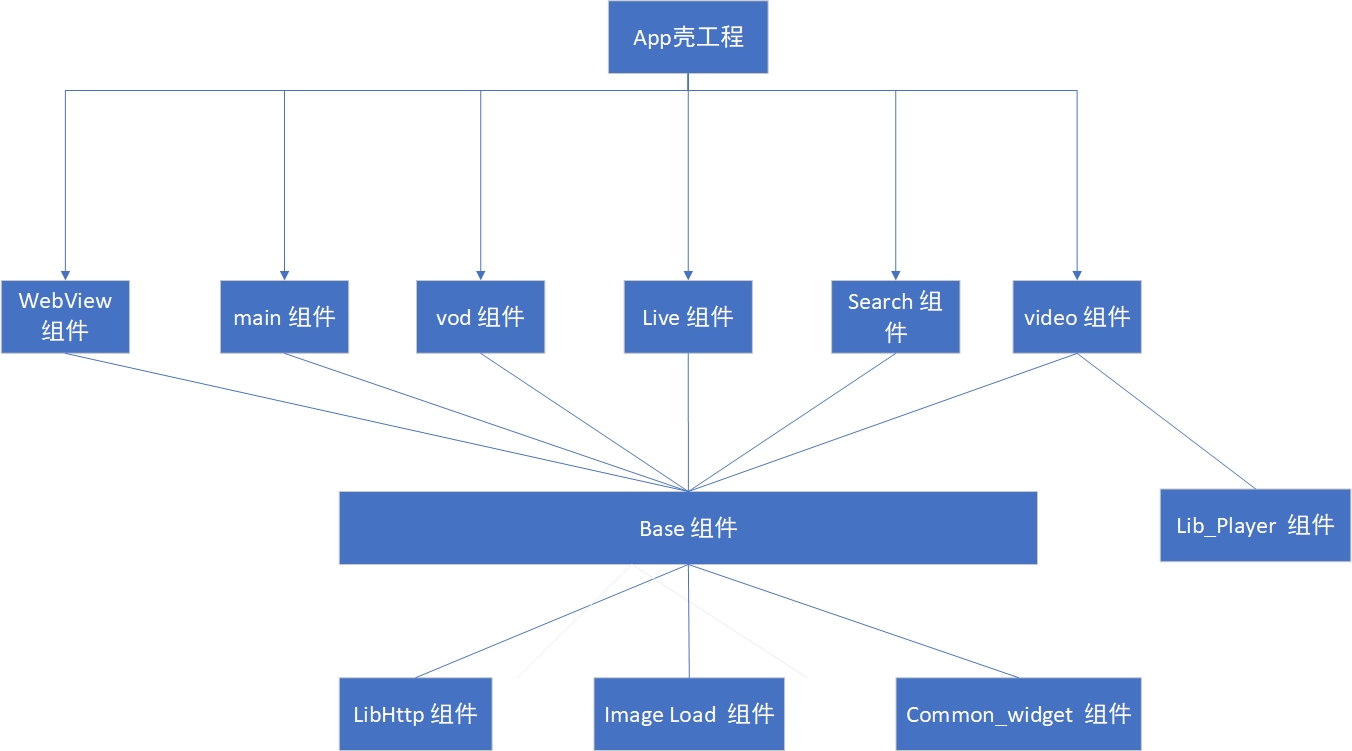 App壳工程
WebView
组件
main 组件
vod 组件
Live 组件
Search 组
件
video 组件
Base 组件
Lib_Player 组件
LibHttp 组件
Image Load 组件
Common_widget 组件